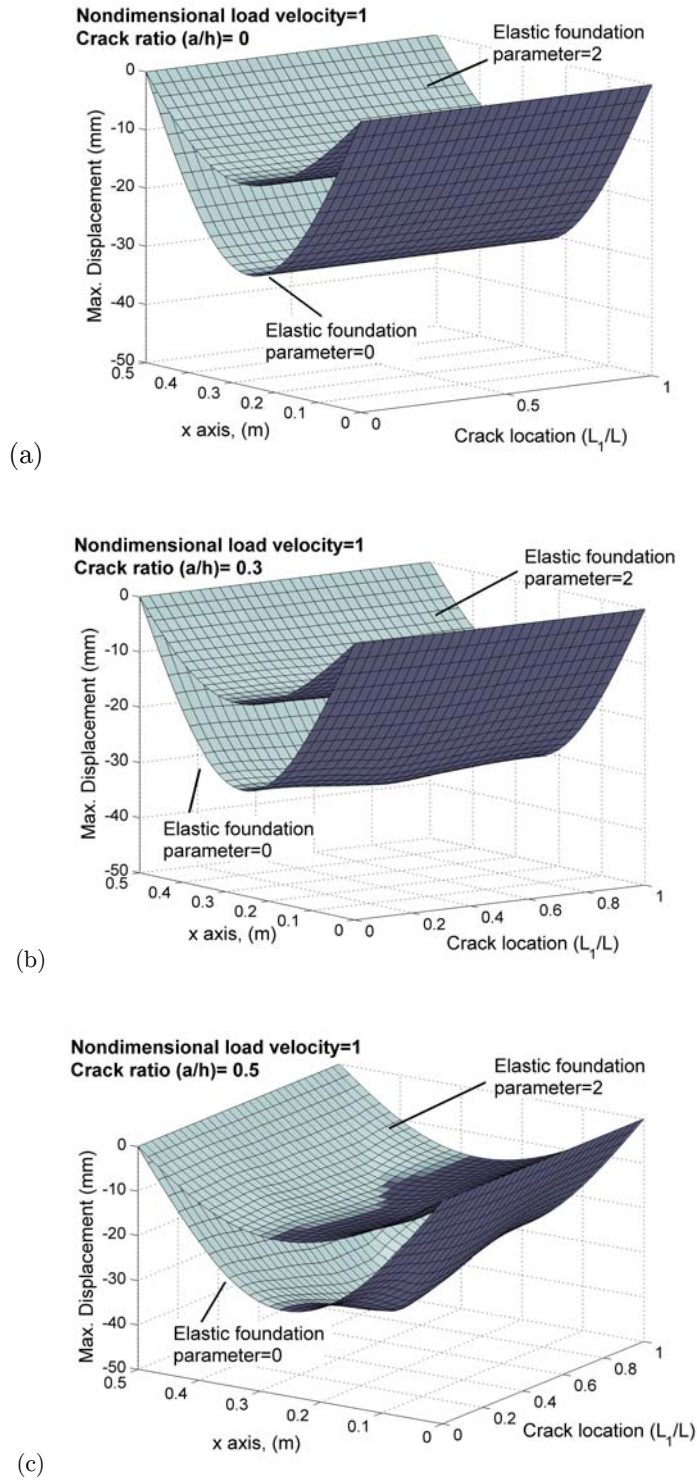 Nondimensional load velocity=1
Crack ratio (a/h)= 0
Elastic foundation
parameter=2
0
-10
-20
-30
-40
-50
Max. Displacement (mm)
Elastic foundation
parameter=0
0.5
0.4
0.3
0.2
0.1
0
x axis, (m)
0
0.5
1
Crack location (L₁/L)
(a)
Nondimensional load velocity=1
Crack ratio (a/h)= 0.3
Elastic foundation
parameter=2
0
-10
-20
-30
-40
-50
Max. Displacement (mm)
Elastic foundation
parameter=0
0.5
0.4
0.3
0.2
0.1
0
x axis, (m)
0
0.2
0.4
0.6
0.8
1
Crack location (L₁/L)
(b)
Nondimensional load velocity=1
Crack ratio (a/h)= 0.5
Elastic foundation
parameter=2
0
-10
-20
-30
-40
-50
Max. Displacement (mm)
Elastic foundation
parameter=0
0.5
0.4
0.3
0.2
0.1
0
x axis, (m)
0
0.2
0.4
0.6
0.8
1
Crack location (L₁/L)
(c)